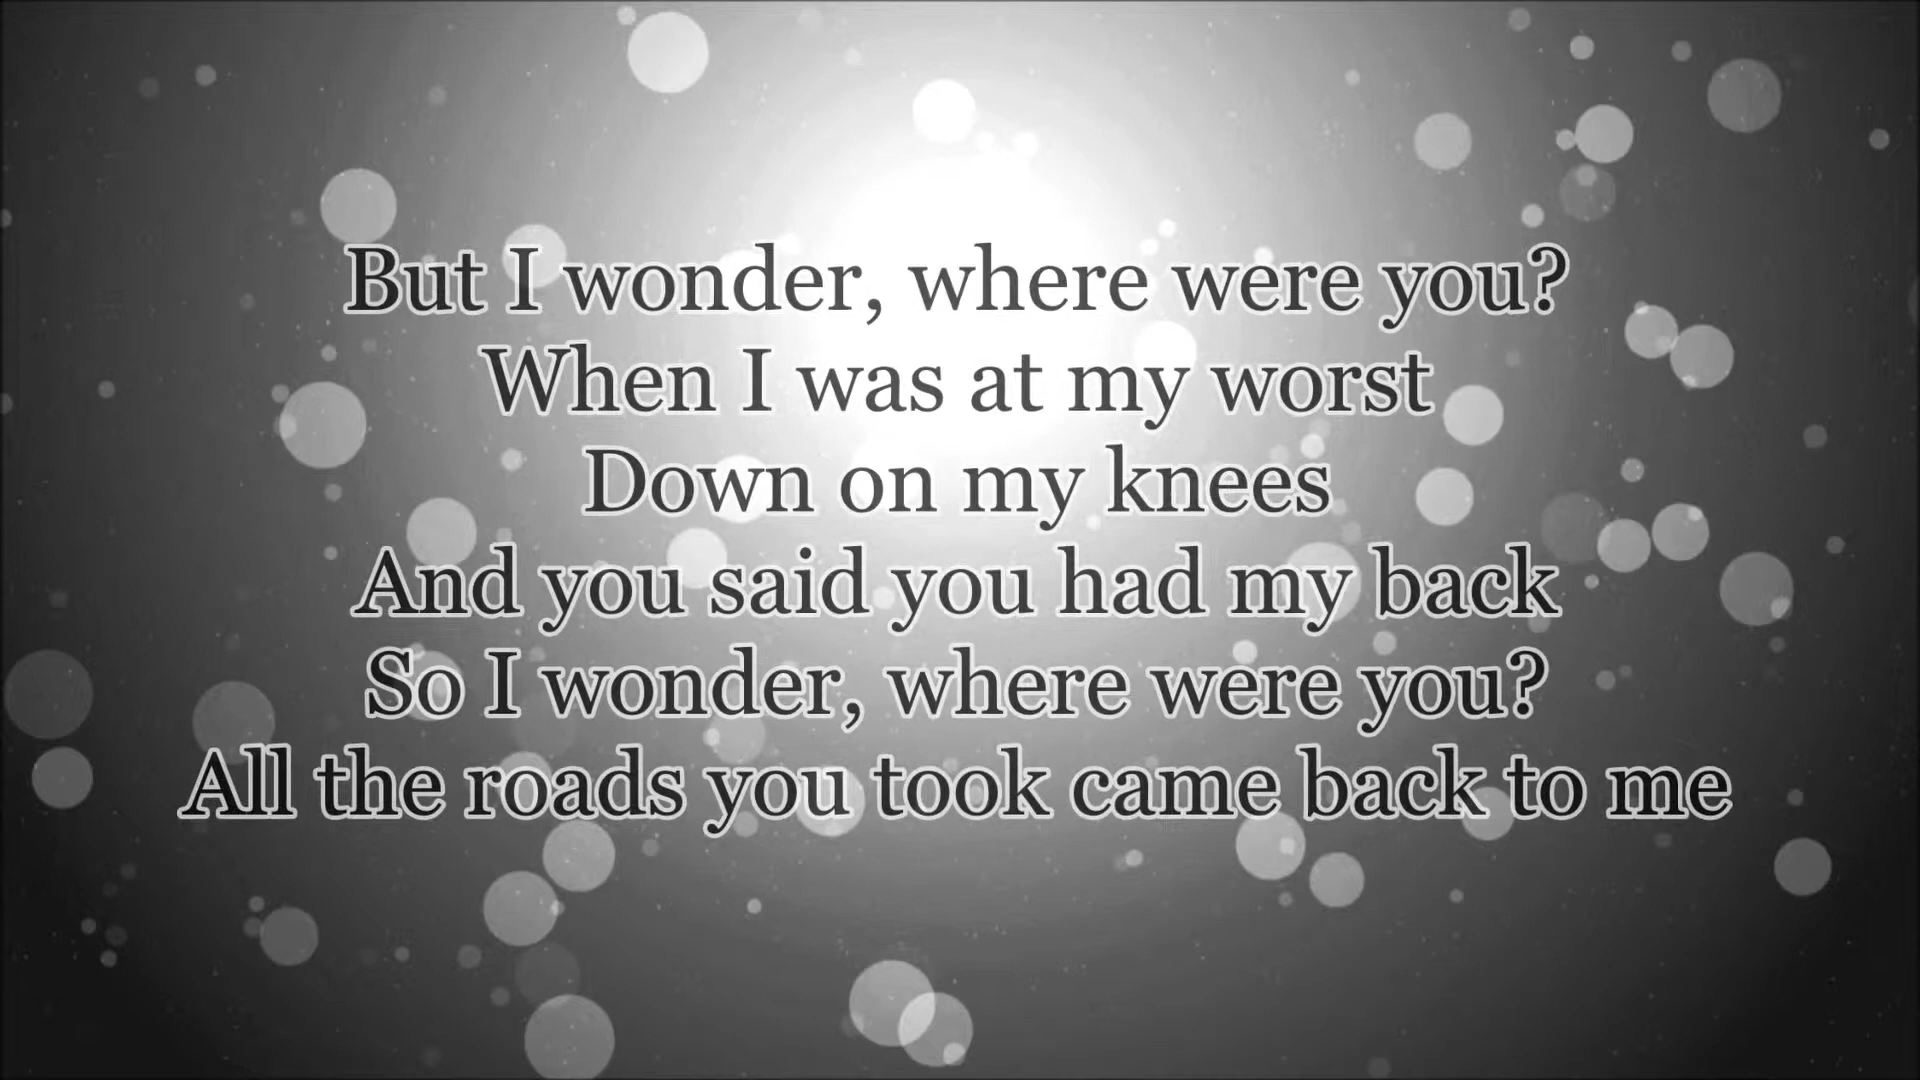 But I wonder, where were you?
When I was at my worst
Down on my knees
And you said you had my back
So I wonder, where were you?
All the roads you took came back to me